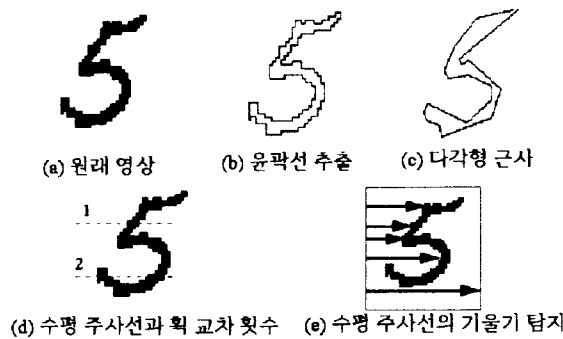 (a) 원래 영상 (b) 윤곽선 추출 (c) 다각형 근사
1
2
(d) 수평 주사선과 획 교차 횟수 (e) 수평 주사선의 기울기 탐지